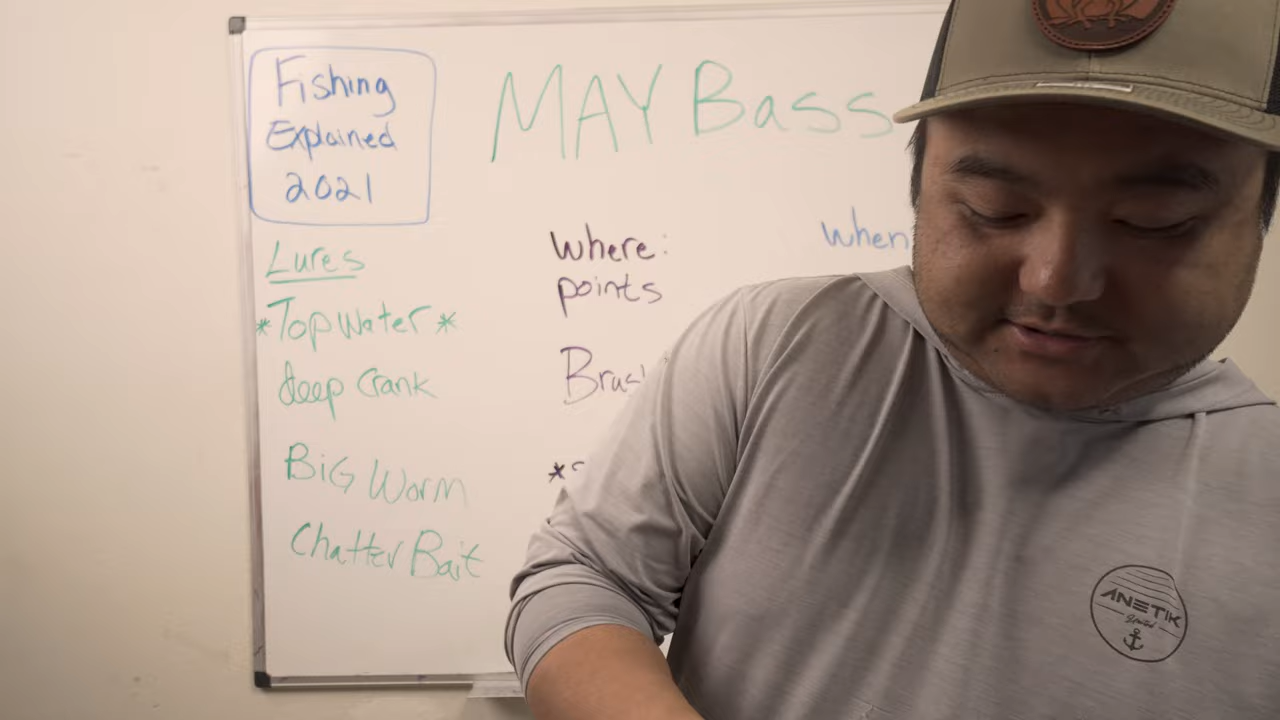 Fishing
Explained
2021
MAY Bass
Lures
*Top Water*
deep Crank
BiG Worm
Chatter Bait
Where:
points
When
ANETIK